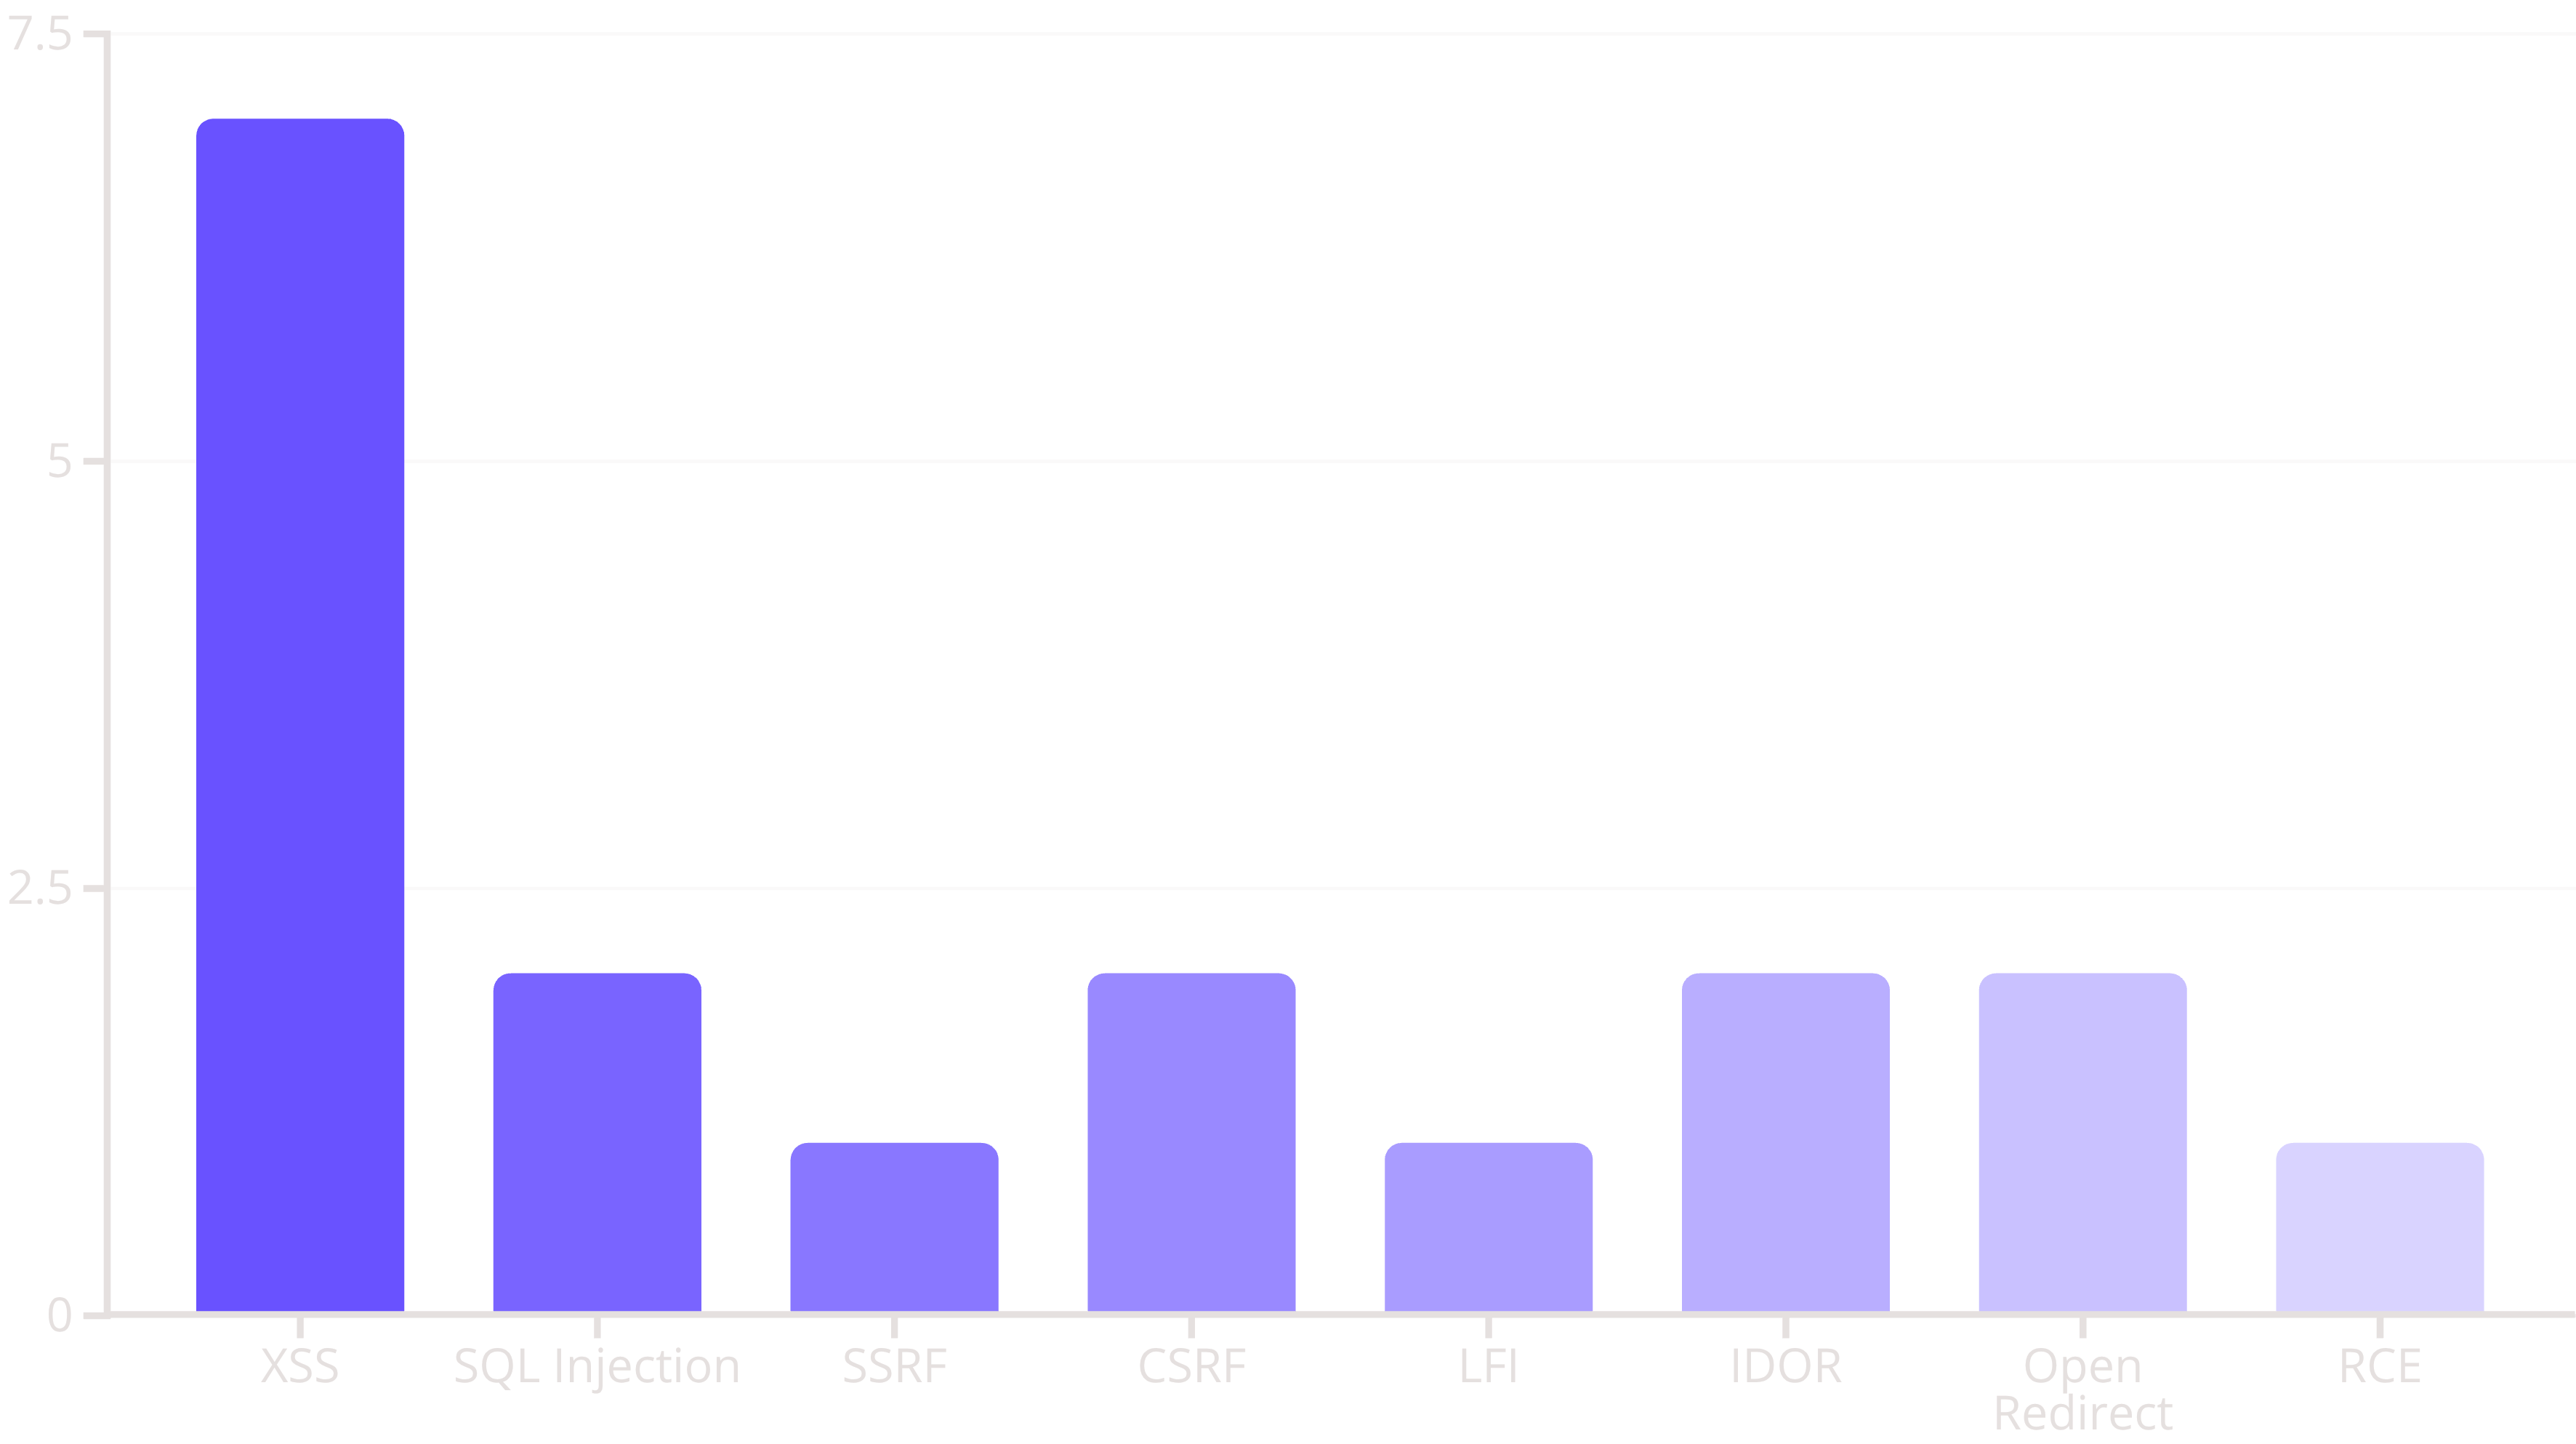 7.5
5
2.5
0
XSS
SQL Injection
SSRF
CSRF
LFI
IDOR
Open
Redirect
RCE